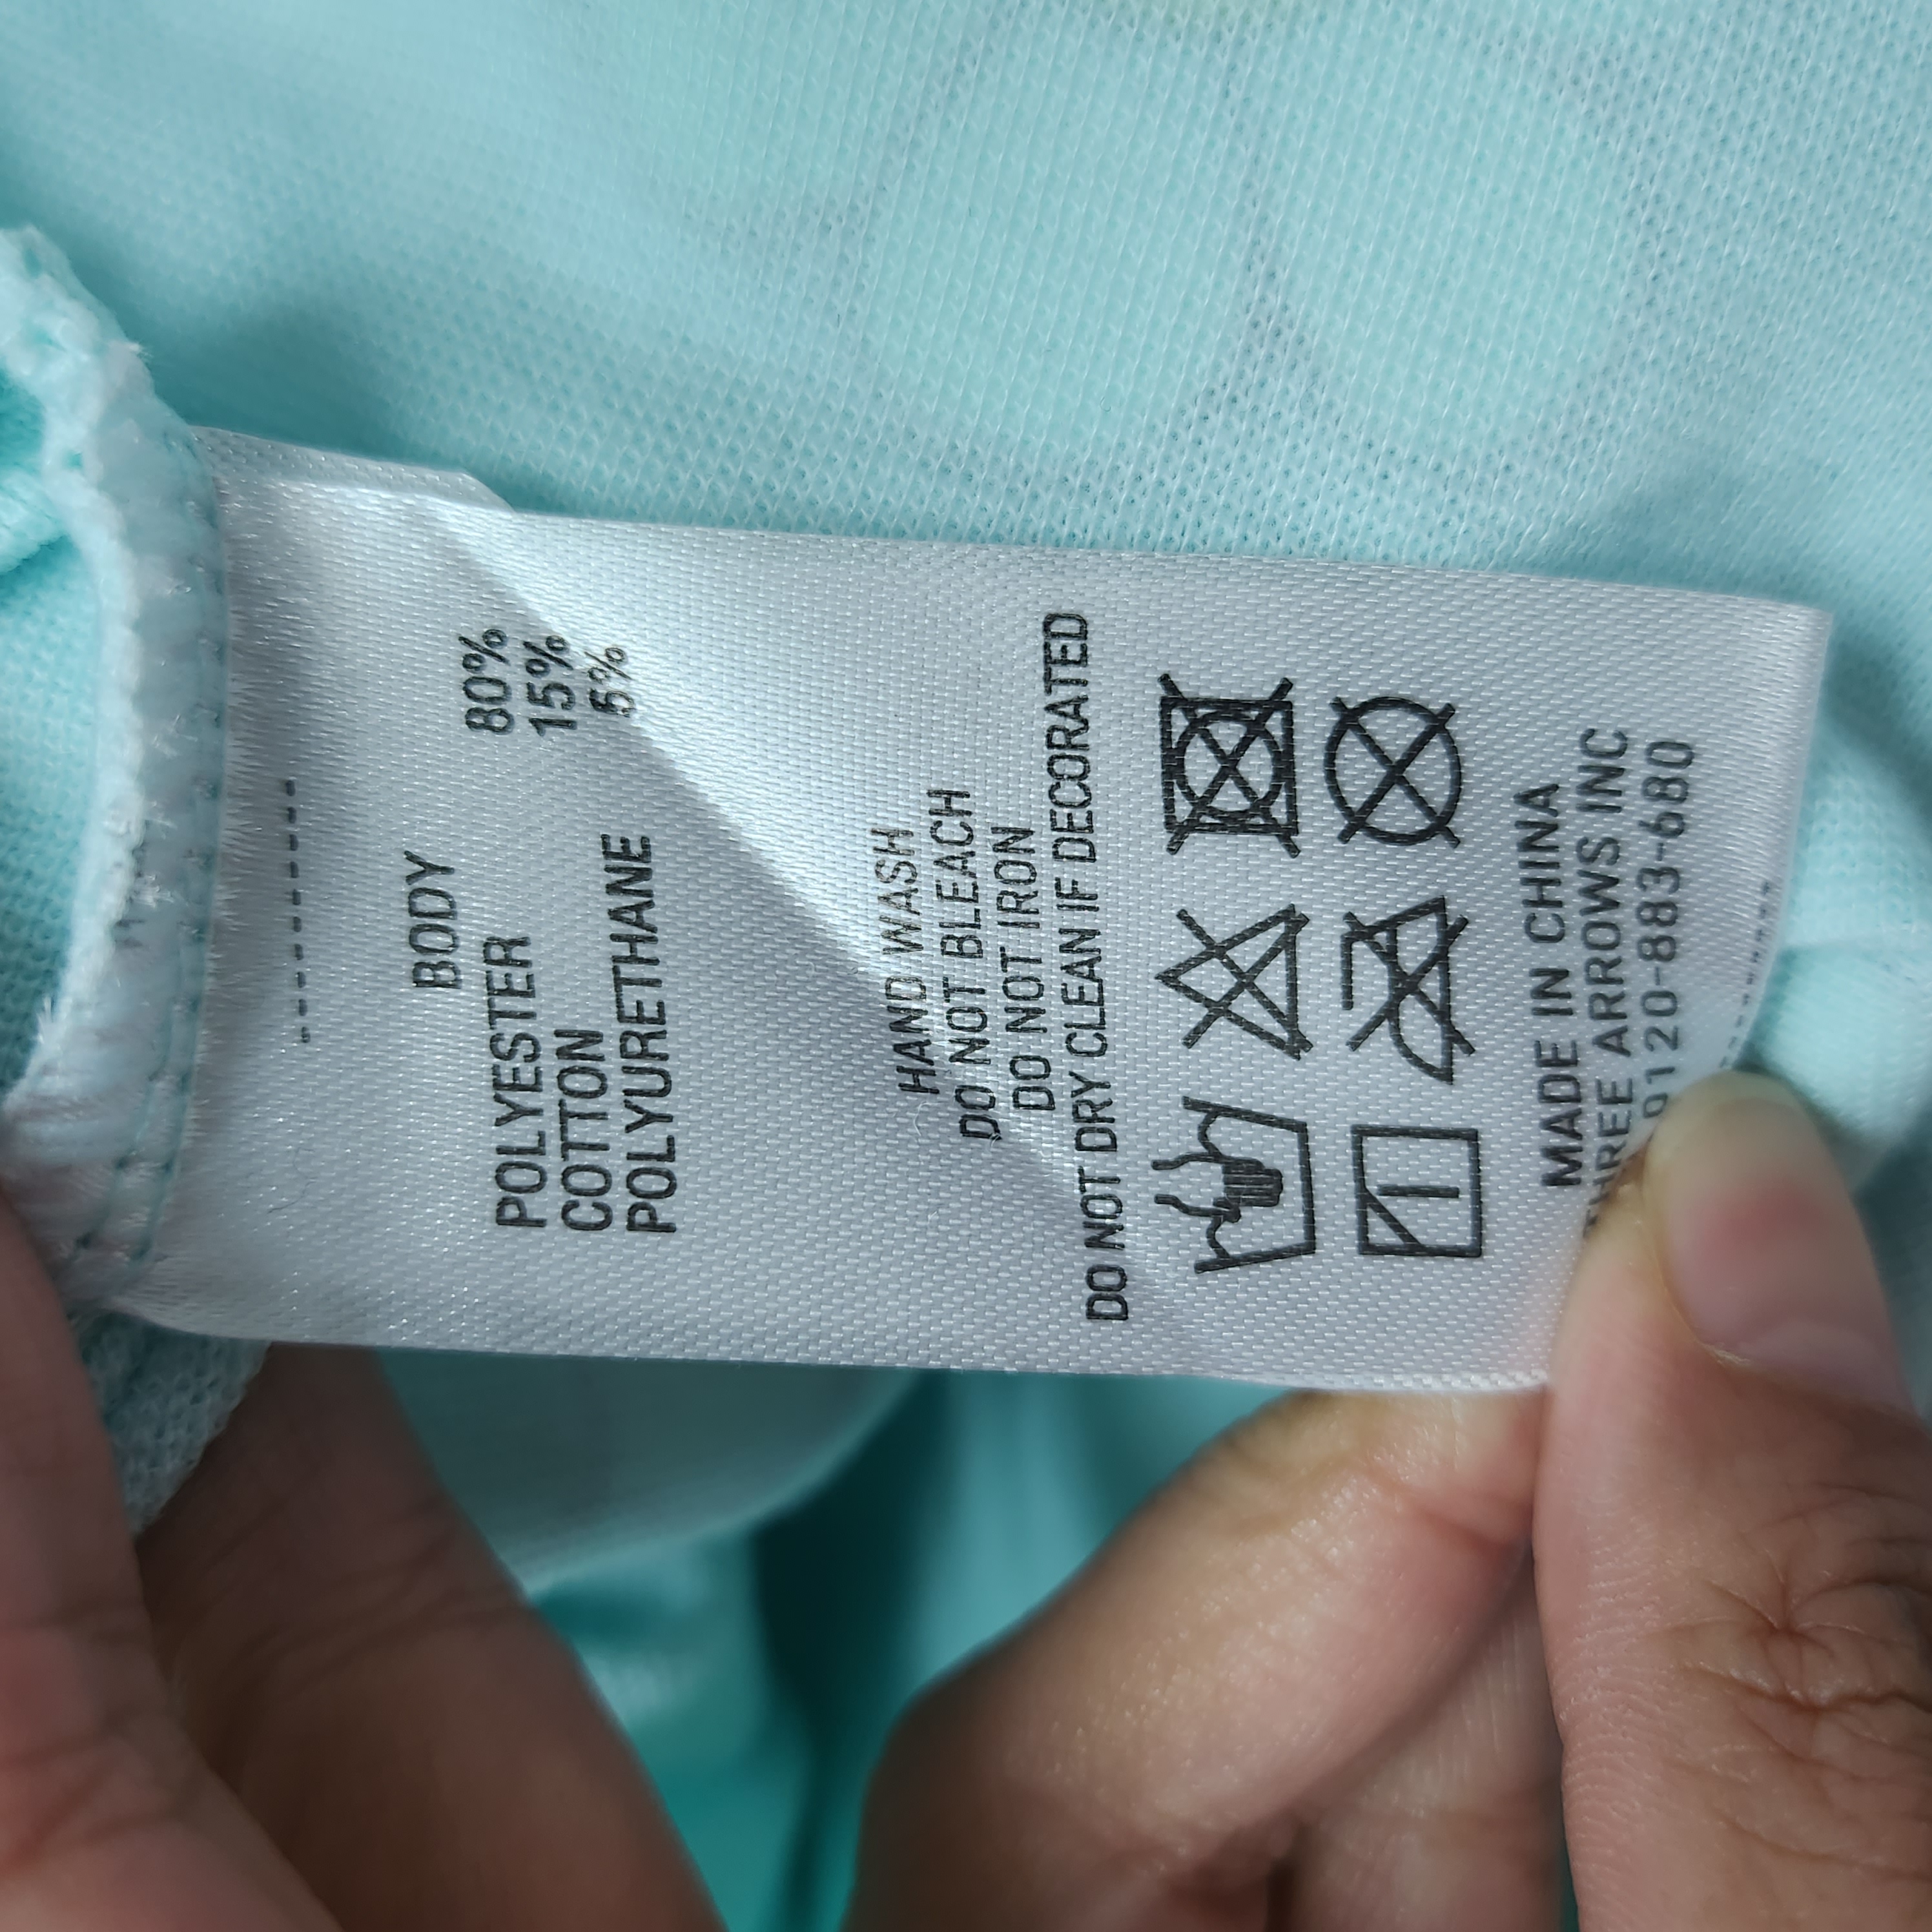 BODY
POLYESTER 80%
COTTON 15%
POLYURETHANE 5%
HAND WASH
DO NOT BLEACH
DO NOT IRON
DO NOT DRY CLEAN IF DECORATED
MADE IN CHINA
THREE ARROWS INC
0120-883-680